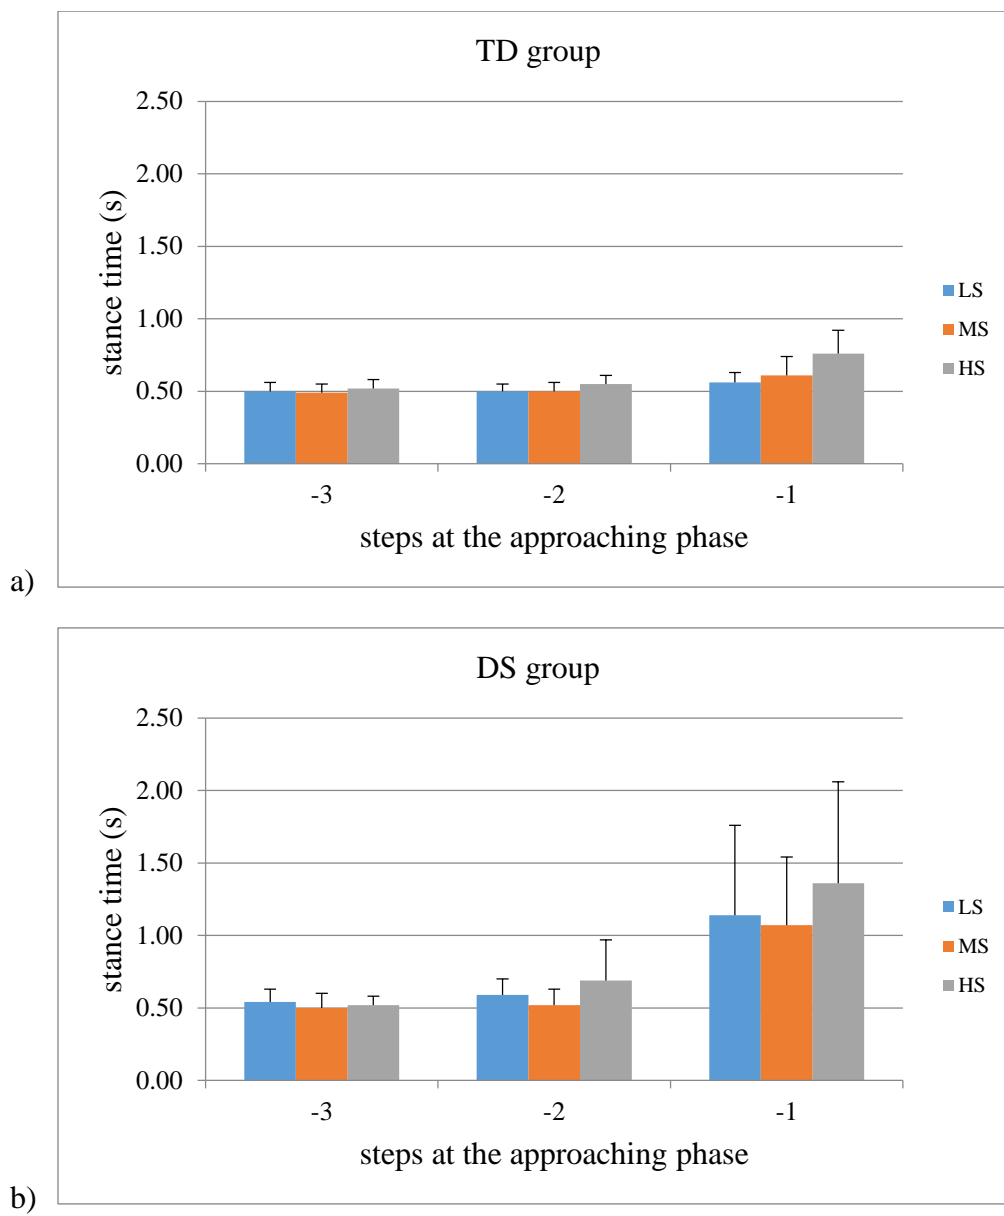 TD group
2.50
2.00
1.50
1.00
0.50
0.00
stance time (s)
-3 -2 -1
steps at the approaching phase
LS
MS
HS
a)
DS group
2.50
2.00
1.50
1.00
0.50
0.00
stance time (s)
-3 -2 -1
steps at the approaching phase
LS
MS
HS
b)